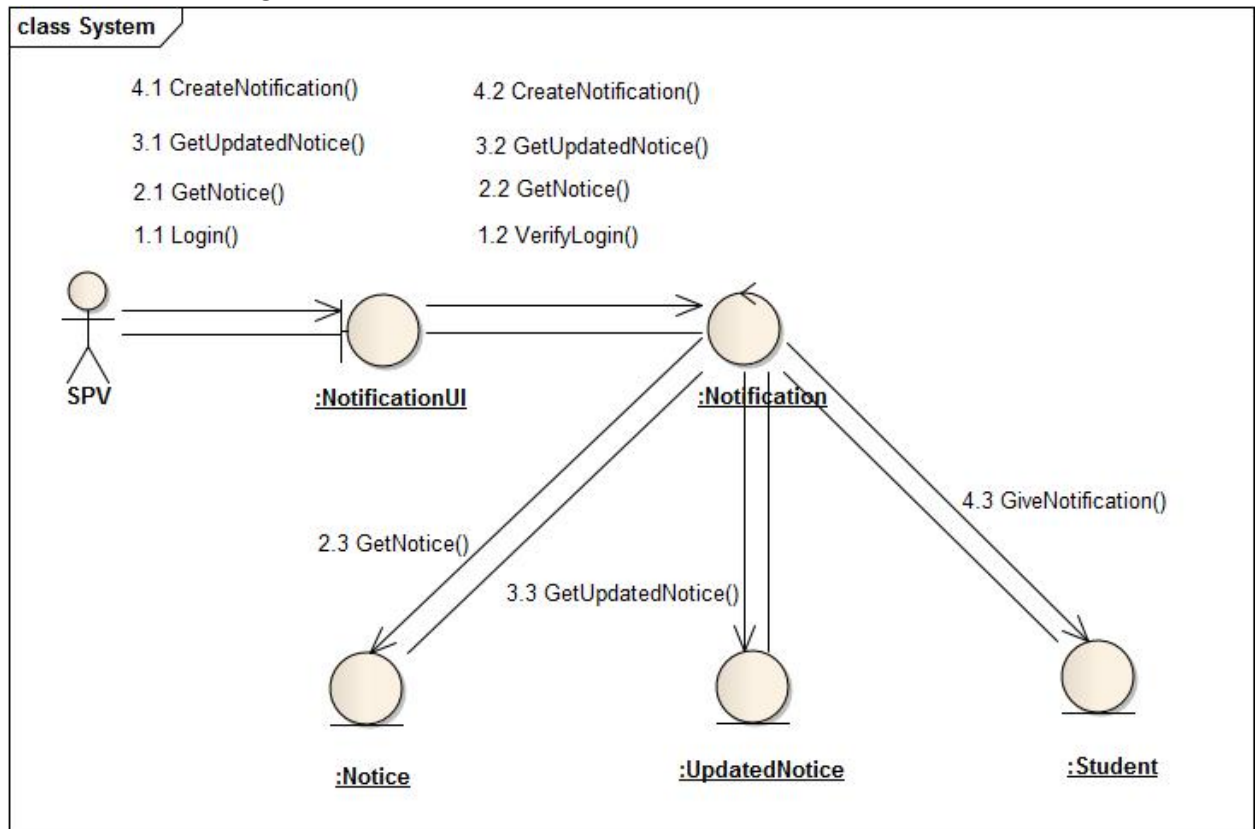 class System
4.1 CreateNotification()
4.2 CreateNotification()
3.1 GetUpdatedNotice()
3.2 GetUpdatedNotice()
2.1 GetNotice()
2.2 GetNotice()
1.1 Login()
1.2 VerifyLogin()
SPV
:NotificationUI
:Notification
4.3 GiveNotification()
2.3 GetNotice()
3.3 GetUpdatedNotice()
:Notice
:UpdatedNotice
:Student